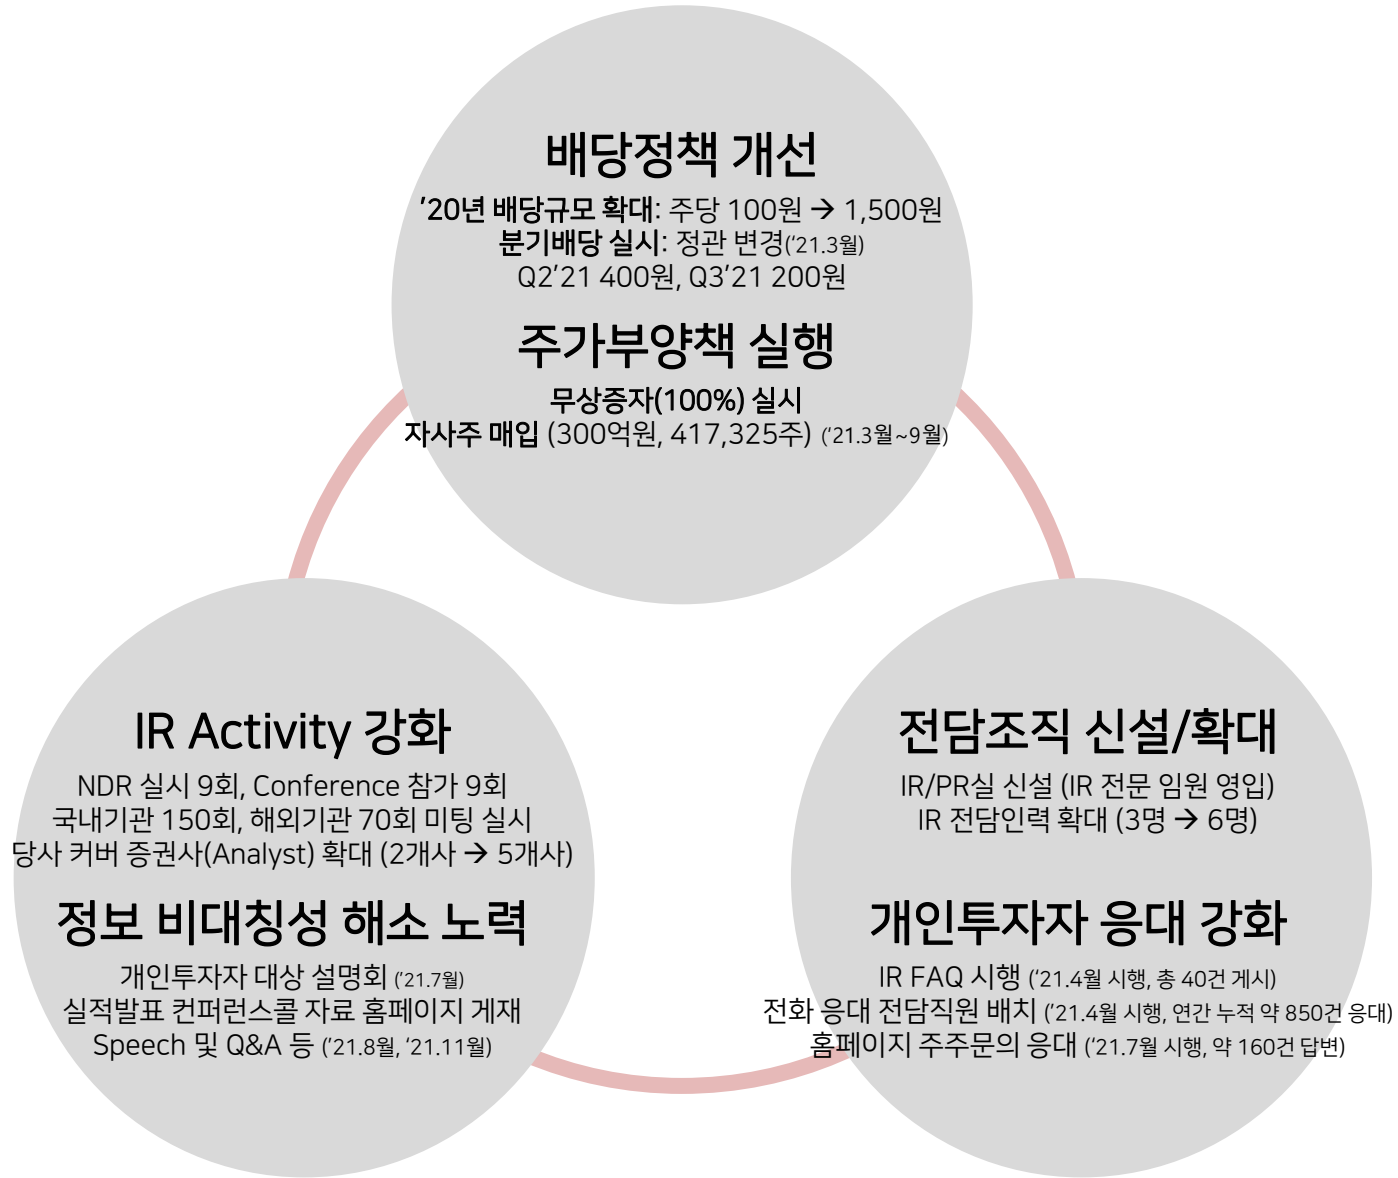 배당정책 개선
’20년 배당규모 확대: 주당 100원 → 1,500원
분기배당 실시: 정관 변경(‘21.3월)
Q2’21 400원, Q3’21 200원
주가부양책 실행
무상증자(100%) 실시
자사주 매입 (300억원, 417,325주) (‘21.3월~9월)
IR Activity 강화
NDR 실시 9회, Conference 참가 9회
국내기관 150회, 해외기관 70회 미팅 실시
당사 커버 증권사(Analyst) 확대 (2개사 → 5개사)
정보 비대칭성 해소 노력
개인투자자 대상 설명회 (‘21.7월)
실적발표 컨퍼런스콜 자료 홈페이지 게재
Speech 및 Q&A 등 (‘21.8월, ‘21.11월)
전담조직 신설/확대
IR/PR실 신설 (IR 전문 임원 영입)
IR 전담인력 확대 (3명 → 6명)
개인투자자 응대 강화
IR FAQ 시행 (‘21.4월 시행, 총 40건 게시)
전화 응대 전담직원 배치 (‘21.4월 시행, 연간 누적 약 850건 응대)
홈페이지 주주문의 응대 (‘21.7월 시행, 약 160건 답변)